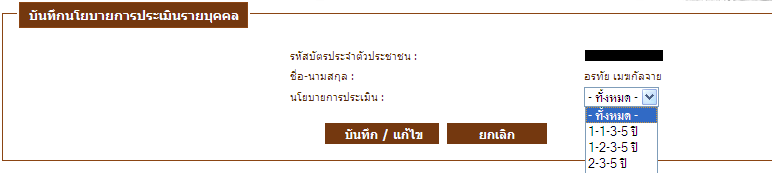 บันทึกนโยบายการประเมินรายบุคคล
รหัสบัตรประจำตัวประชาชน :
ชื่อ-นามสกุล : อรทัย เมฆกัลจาย
นโยบายการประเมิน : - ทั้งหมด -
- ทั้งหมด -
1-1-3-5 ปี
บันทึก / แก้ไข ยกเลิก 1-2-3-5 ปี
2-3-5 ปี